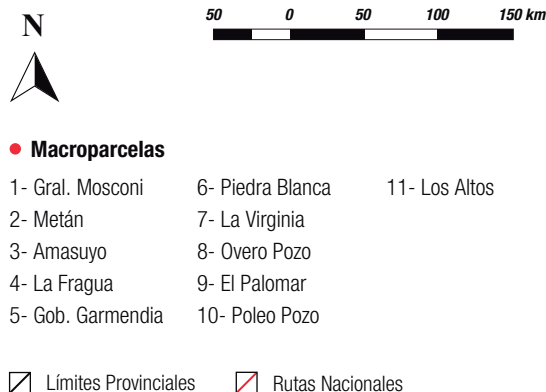 N
50 0 50 100 150 km
Macroparcelas
1- Gral. Mosconi 6- Piedra Blanca 11- Los Altos
2- Metán 7- La Virginia
3- Amasuyo 8- Overo Pozo
4- La Fragua 9- El Palomar
5- Gob. Garmendia 10- Poleo Pozo
Límites Provinciales Rutas Nacionales